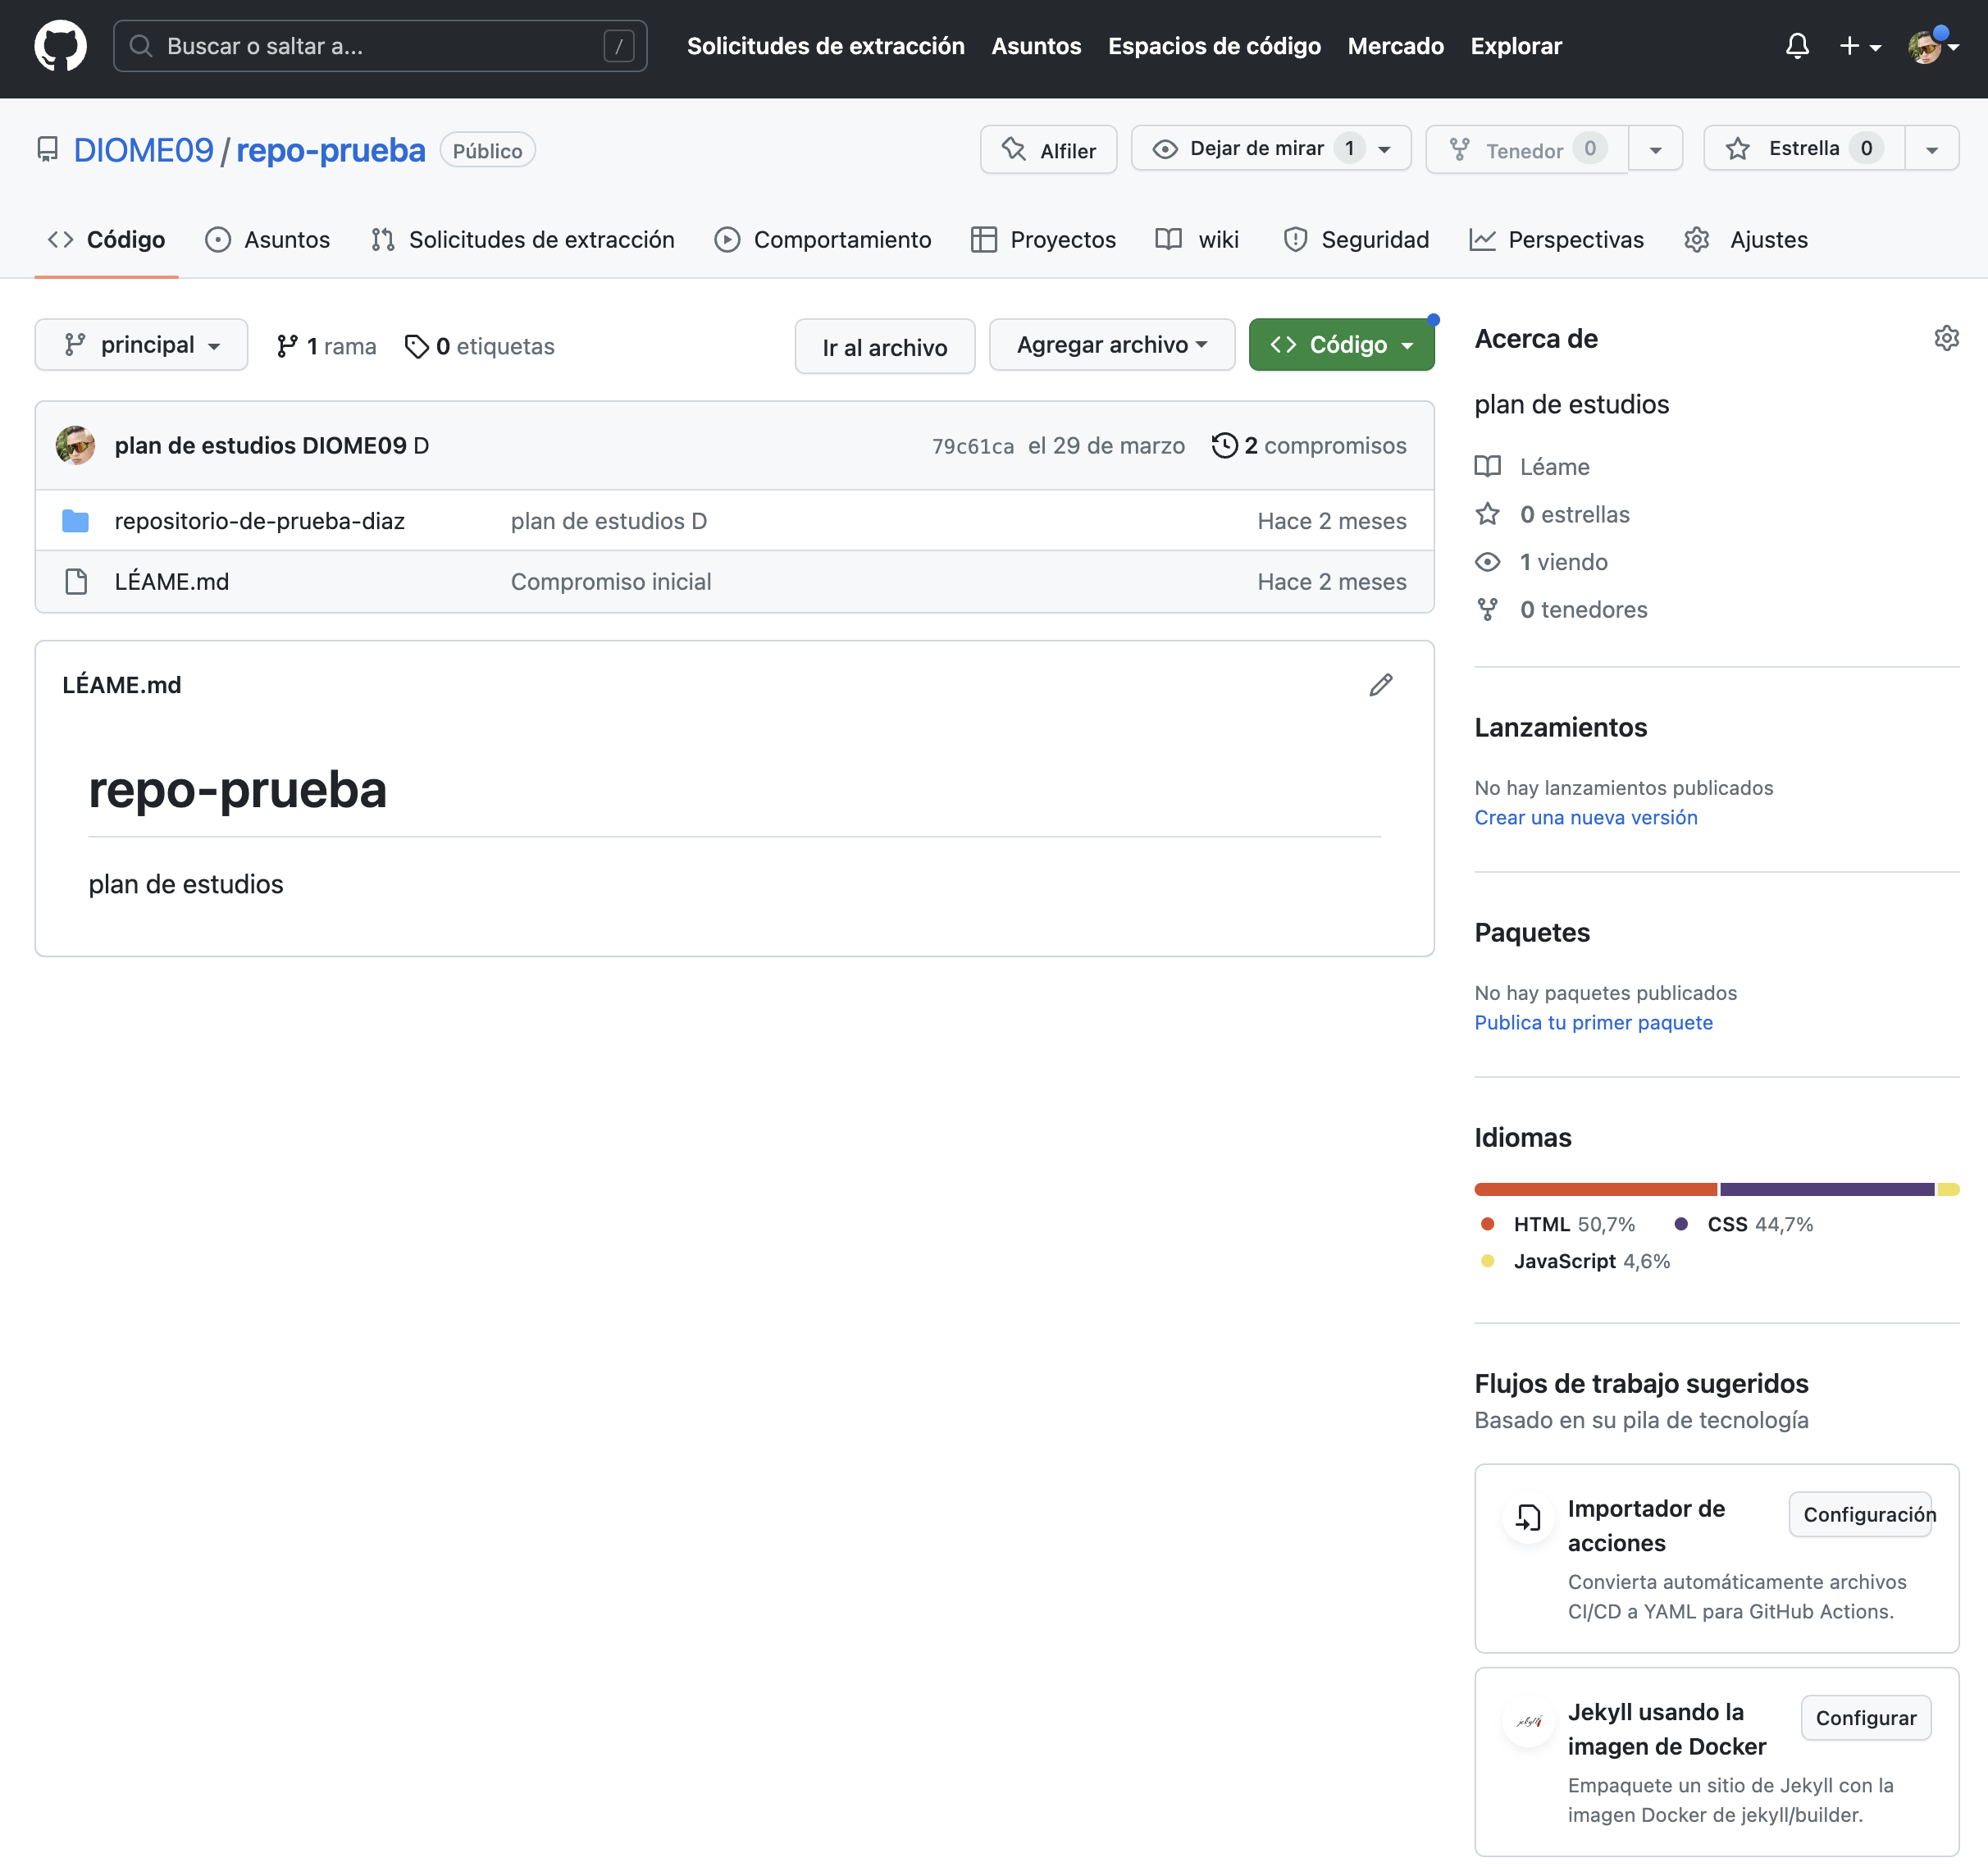 Buscar o saltar a... /
Solicitudes de extracción Asuntos Espacios de código Mercado Explorar
DIOME09 / repo-prueba Público
Alfiler Dejar de mirar 1 Tenedor 0 Estrella 0
Código Asuntos Solicitudes de extracción Comportamiento Proyectos wiki Seguridad Perspectivas Ajustes
principal 1 rama 0 etiquetas Ir al archivo Agregar archivo Código
plan de estudios DIOME09 D 79c61ca el 29 de marzo 2 compromisos
repositorio-de-prueba-diaz plan de estudios D Hace 2 meses
LÉAME.md Compromiso inicial Hace 2 meses
LÉAME.md
repo-prueba
plan de estudios
Acerca de
plan de estudios
Léame
0 estrellas
1 viendo
0 tenedores
Lanzamientos
No hay lanzamientos publicados
Crear una nueva versión
Paquetes
No hay paquetes publicados
Publica tu primer paquete
Idiomas
HTML 50,7% CSS 44,7%
JavaScript 4,6%
Flujos de trabajo sugeridos
Basado en su pila de tecnología
Importador de
acciones
Configuración
Convierta automáticamente archivos
CI/CD a YAML para GitHub Actions.
jekyll
Jekyll usando la
imagen de Docker
Configurar
Empaquete un sitio de Jekyll con la
imagen Docker de jekyll/builder.